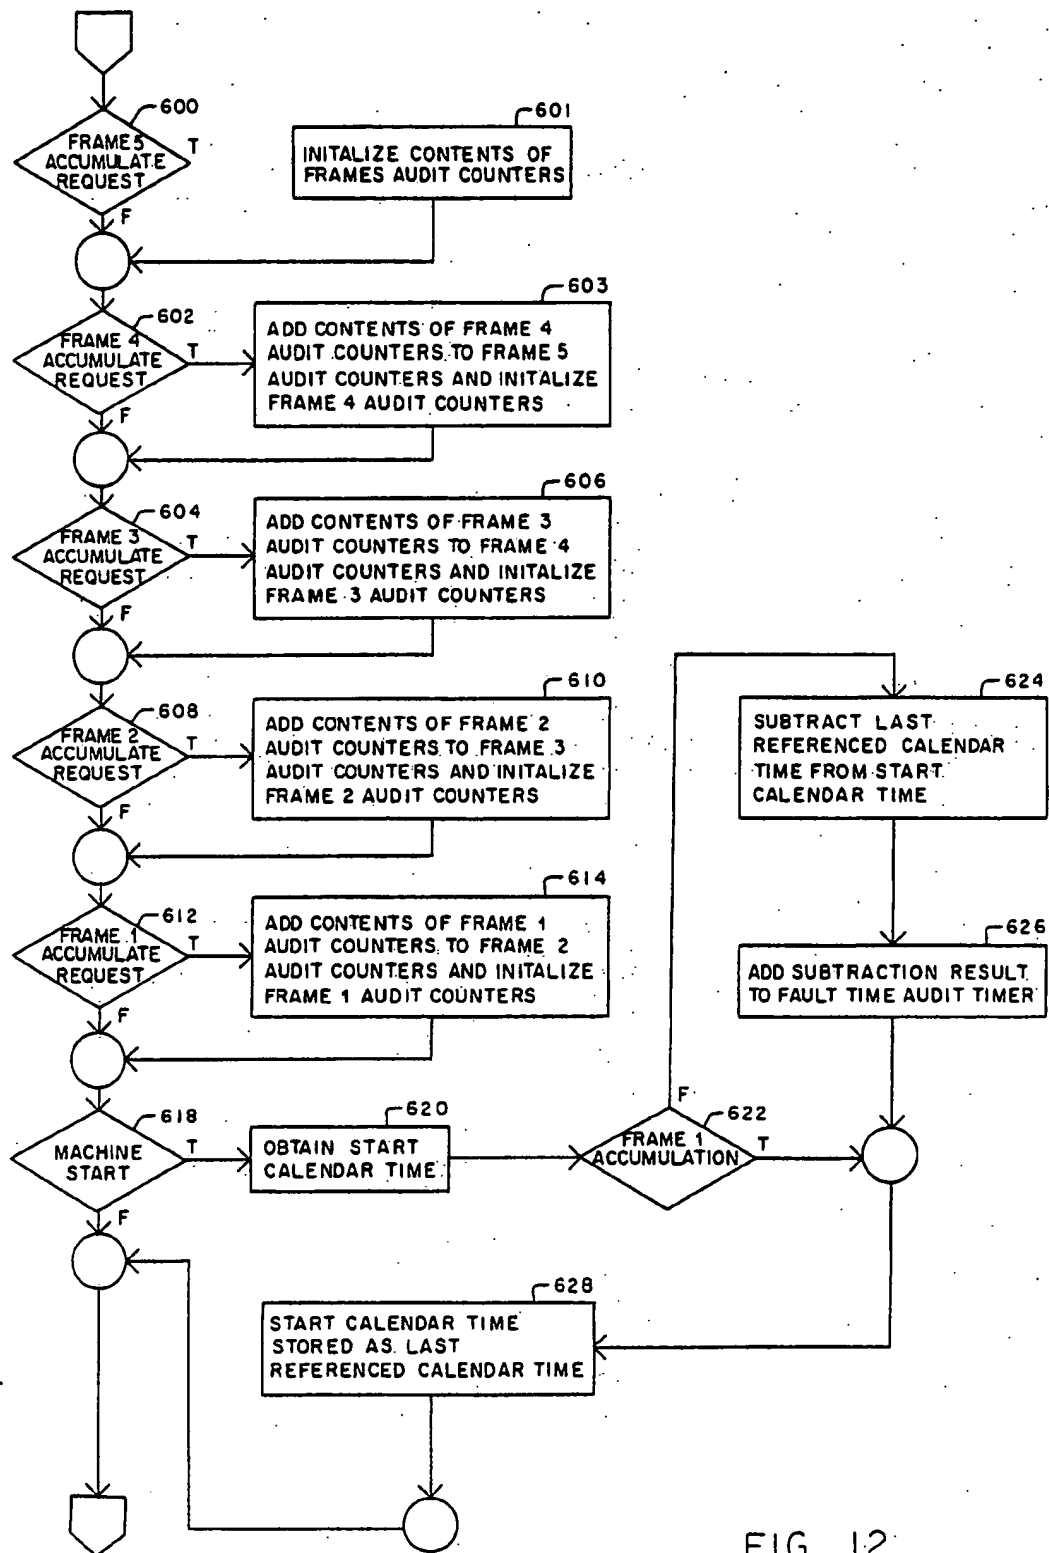 600
FRAME 5
ACCUMULATE
REQUEST
T
F
601
INITALIZE CONTENTS OF
FRAMES AUDIT COUNTERS
602
FRAME 4
ACCUMULATE
REQUEST
T
F
603
ADD CONTENTS OF FRAME 4
AUDIT COUNTERS TO FRAME 5
AUDIT COUNTERS AND INITALIZE
FRAME 4 AUDIT COUNTERS
604
FRAME 3
ACCUMULATE
REQUEST
T
F
606
ADD CONTENTS OF FRAME 3
AUDIT COUNTERS TO FRAME 4
AUDIT COUNTERS AND INITALIZE
FRAME 3 AUDIT COUNTERS
608
FRAME 2
ACCUMULATE
REQUEST
T
F
610
ADD CONTENTS OF FRAME 2
AUDIT COUNTERS TO FRAME 3
AUDIT COUNTERS AND INITALIZE
FRAME 2 AUDIT COUNTERS
612
FRAME 1
ACCUMULATE
REQUEST
T
F
614
ADD CONTENTS OF FRAME 1
AUDIT COUNTERS TO FRAME 2
AUDIT COUNTERS AND INITALIZE
FRAME 1 AUDIT COUNTERS
618
MACHINE
START
T
F
620
OBTAIN START
CALENDAR TIME
622
FRAME 1
ACCUMULATION
F
T
624
SUBTRACT LAST
REFERENCED CALENDAR
TIME FROM START
CALENDAR TIME
626
ADD SUBTRACTION RESULT
TO FAULT TIME AUDIT TIMER
628
START CALENDAR TIME
STORED AS LAST
REFERENCED CALENDAR TIME
FIG. 12